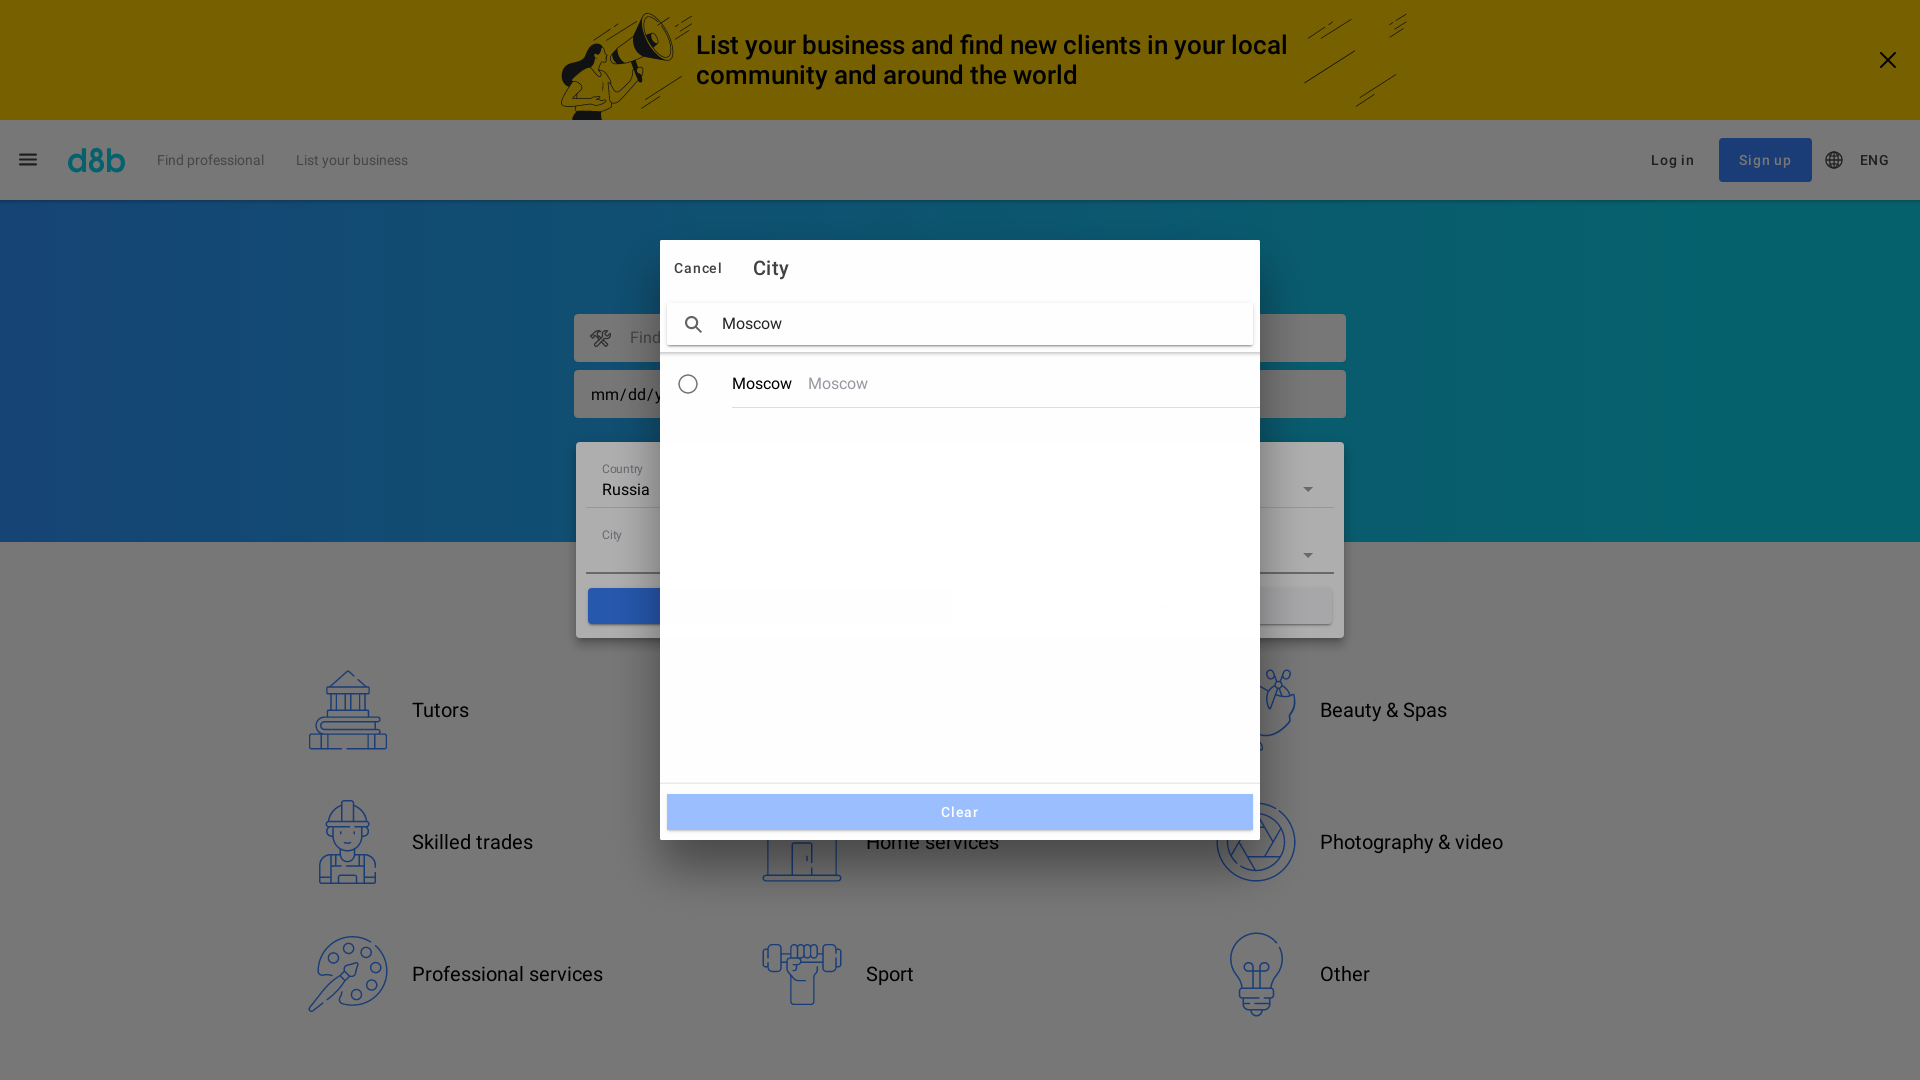 List your business and find new clients in your local
community and around the world
d8b
Find professional
List your business
Log in
Sign up
ENG
Cancel
City
Find
Moscow
Moscow Moscow
mm/dd/y
Country
Russia
City
Clear
Tutors
Beauty & Spas
Skilled trades
Home services
Photography & video
Professional services
Sport
Other